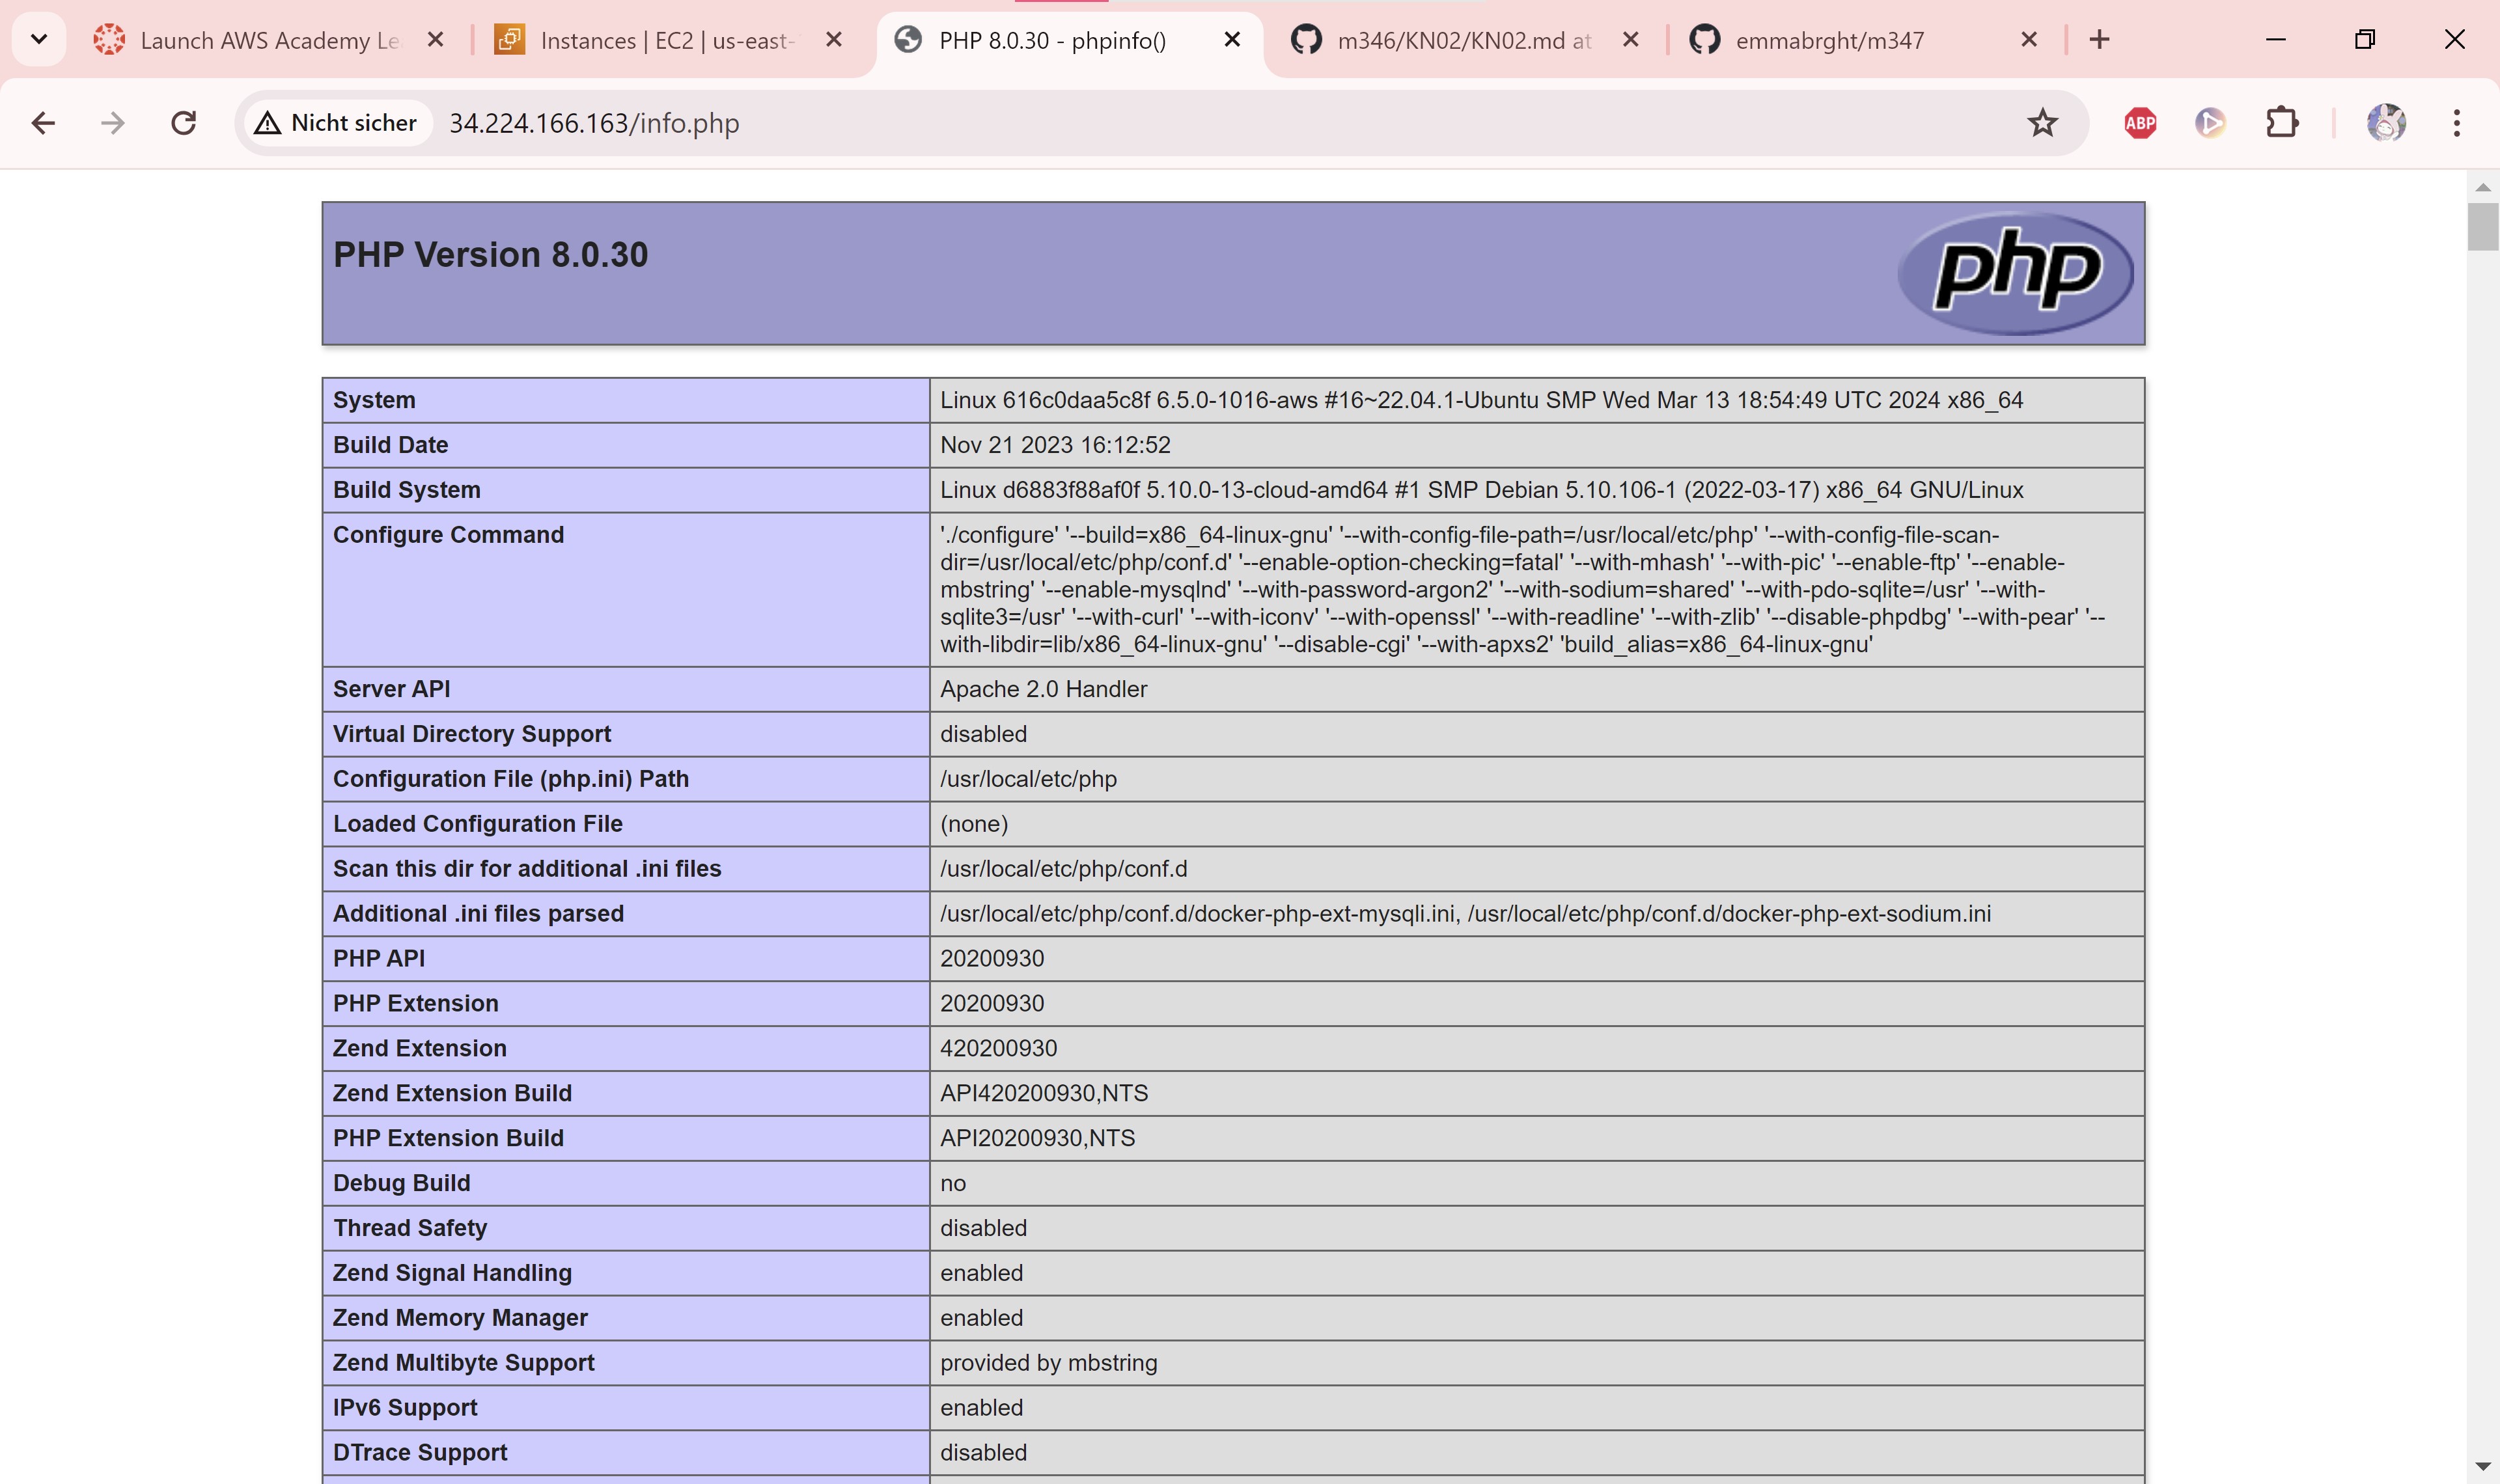 Launch AWS Academy Le
Instances | EC2 | us-east-
PHP 8.0.30 - phpinfo()
m346/KN02/KN02.md at
emmabrght/m347
Nicht sicher
34.224.166.163/info.php
ABP
PHP Version 8.0.30
php
System
Linux 616c0daa5c8f 6.5.0-1016-aws #16~22.04.1-Ubuntu SMP Wed Mar 13 18:54:49 UTC 2024 x86_64
Build Date
Nov 21 2023 16:12:52
Build System
Linux d6883f88af0f 5.10.0-13-cloud-amd64 #1 SMP Debian 5.10.106-1 (2022-03-17) x86_64 GNU/Linux
Configure Command
'./configure' '--build=x86_64-linux-gnu' '--with-config-file-path=/usr/local/etc/php' '--with-config-file-scan-
dir=/usr/local/etc/php/conf.d' '--enable-option-checking=fatal' '--with-mhash' '--with-pic' '--enable-ftp' '--enable-
mbstring' '--enable-mysqlnd' '--with-password-argon2' '--with-sodium=shared' '--with-pdo-sqlite=/usr' '--with-
sqlite3=/usr' '--with-curl' '--with-iconv' '--with-openssl' '--with-readline' '--with-zlib' '--disable-phpdbg' '--with-pear' '--
with-libdir=lib/x86_64-linux-gnu' '--disable-cgi' '--with-apxs2' 'build_alias=x86_64-linux-gnu'
Server API
Apache 2.0 Handler
Virtual Directory Support
disabled
Configuration File (php.ini) Path
/usr/local/etc/php
Loaded Configuration File
(none)
Scan this dir for additional .ini files
/usr/local/etc/php/conf.d
Additional .ini files parsed
/usr/local/etc/php/conf.d/docker-php-ext-mysqli.ini, /usr/local/etc/php/conf.d/docker-php-ext-sodium.ini
PHP API
20200930
PHP Extension
20200930
Zend Extension
420200930
Zend Extension Build
API420200930,NTS
PHP Extension Build
API20200930,NTS
Debug Build
no
Thread Safety
disabled
Zend Signal Handling
enabled
Zend Memory Manager
enabled
Zend Multibyte Support
provided by mbstring
IPv6 Support
enabled
DTrace Support
disabled